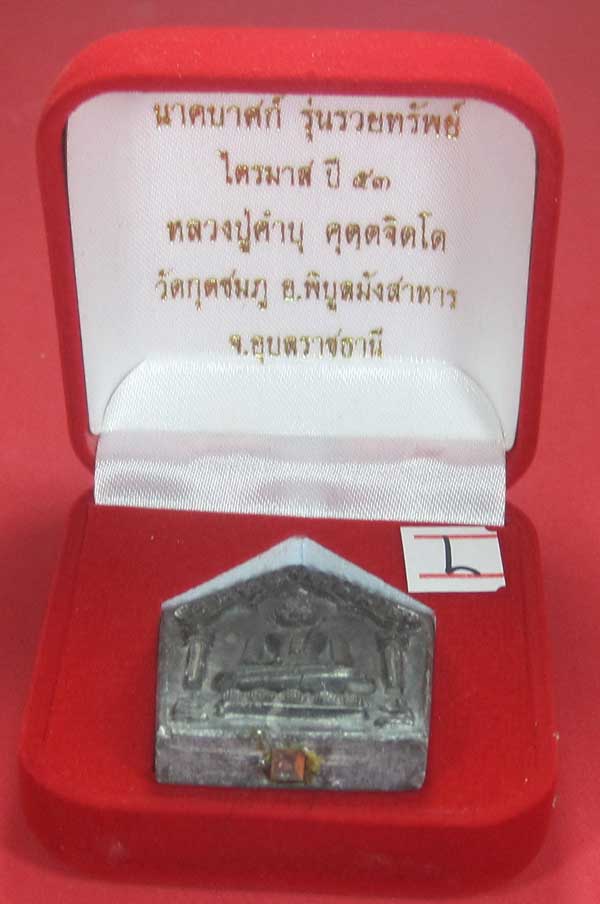 นาคบาศก์ รุ่นรวยทรัพย์
ไตรมาส ปี ๕๓
หลวงปู่คำบุ คุตฺตจิตฺโต
วัดกุดชมภู อ.พิบูลมังสาหาร
จ.อุบลราชธานี